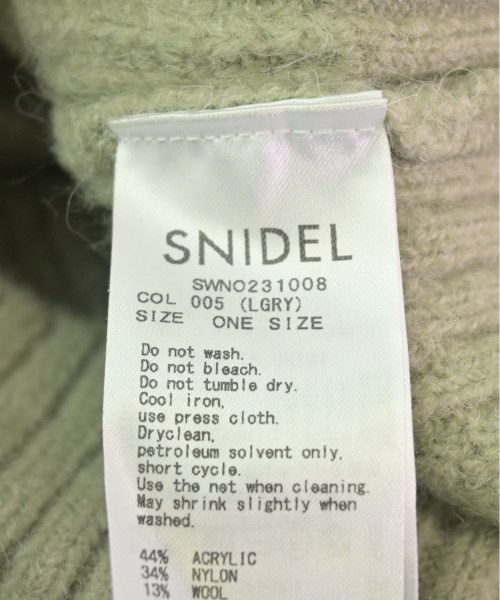 SNIDEL
SWNO231008
COL 005 (LGRY)
SIZE ONE SIZE
Do not wash.
Do not bleach.
Do not tumble dry.
Cool iron,
use press cloth.
Dryclean,
petroleum solvent only,
short cycle.
Use the net when cleaning.
May shrink slightly when
washed.
44% ACRYLIC
34% NYLON
13% WOOL